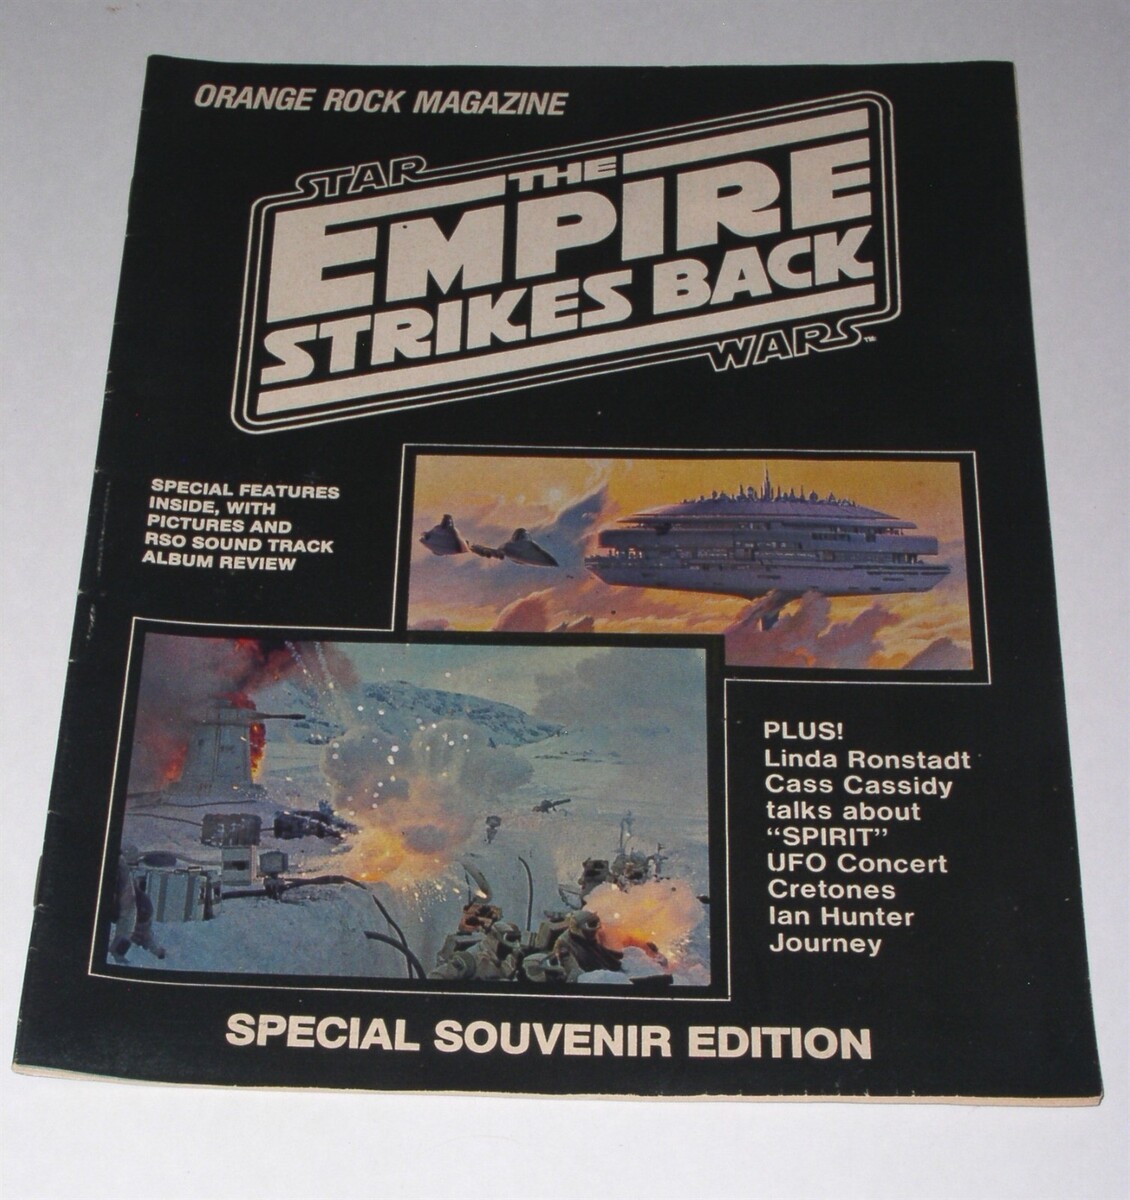 ORANGE ROCK MAGAZINE
STAR
THE
EMPIRE
STRIKES BACK
WARS™
SPECIAL FEATURES
INSIDE, WITH
PICTURES AND
RSO SOUND TRACK
ALBUM REVIEW
PLUS!
Linda Ronstadt
Cass Cassidy
talks about
“SPIRIT”
UFO Concert
Cretones
Ian Hunter
Journey
SPECIAL SOUVENIR EDITION